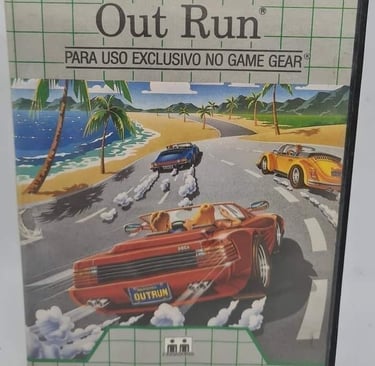 Out Run®
PARA USO EXCLUSIVO NO GAME GEAR®
OUTRUN